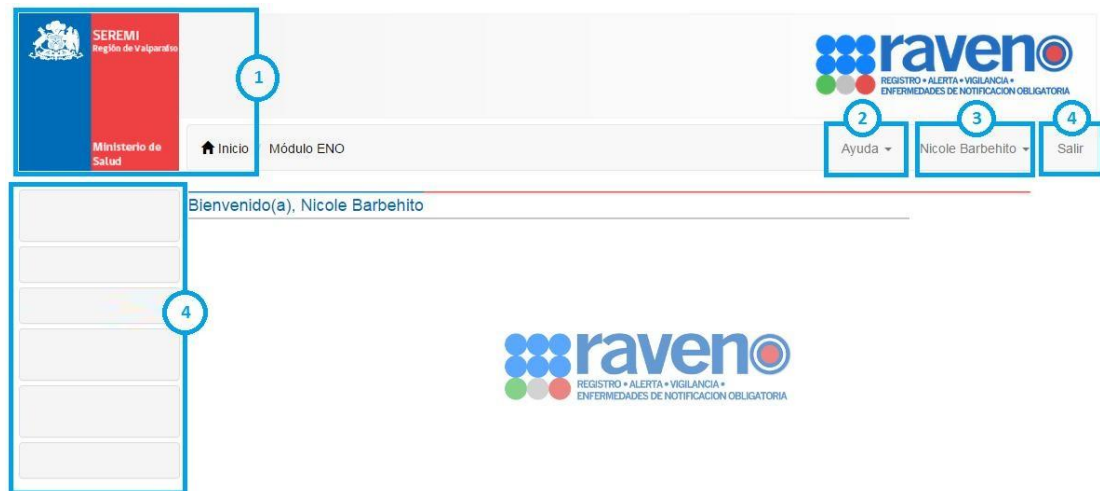 SEREMI
Región de Valparaíso
Ministerio de
Salud
1
raveno
REGISTRO • ALERTA • VIGILANCIA •
ENFERMEDADES DE NOTIFICACION OBLIGATORIA
2
3
4
Inicio Módulo ENO Ayuda Nicole Barbehito Salir
Bienvenido(a), Nicole Barbehito
4
raveno
REGISTRO • ALERTA • VIGILANCIA •
ENFERMEDADES DE NOTIFICACION OBLIGATORIA